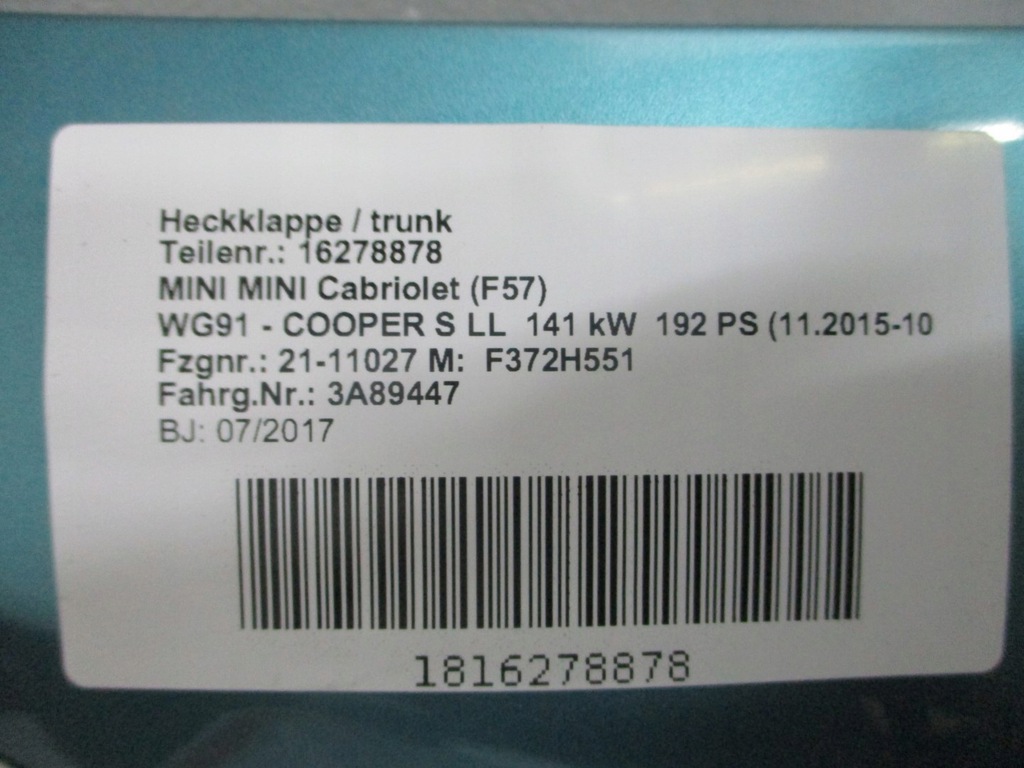 Heckklappe / trunk
Teilenr.: 16278878
MINI MINI Cabriolet (F57)
WG91 - COOPER S LL  141 kW  192 PS (11.2015-10
Fzgnr.: 21-11027 M:  F372H551
Fahrg.Nr.: 3A89447
BJ: 07/2017
1816278878